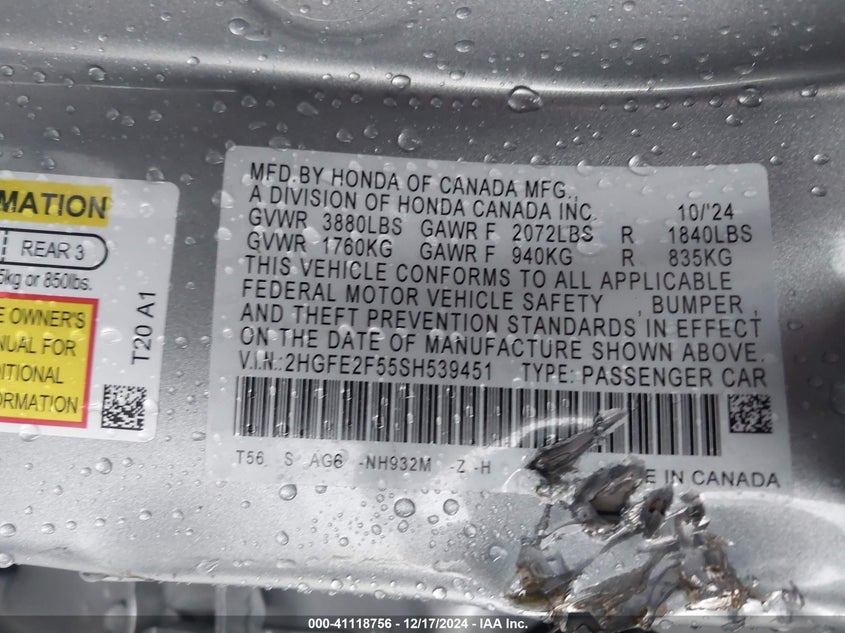 MATION
REAR 3
5kg or 850lbs.
E OWNER'S
NUAL FOR
DITIONAL
ORMATION
T20 A1
MFD.BY HONDA OF CANADA MFG.,
A DIVISION OF HONDA CANADA INC. 10/'24
GVWR 3880LBS GAWR F 2072LBS R 1840LBS
GVWR 1760KG GAWR F 940KG R 835KG
THIS VEHICLE CONFORMS TO ALL APPLICABLE
FEDERAL MOTOR VEHICLE SAFETY , BUMPER ,
AND THEFT PREVENTION STANDARDS IN EFFECT
ON THE DATE OF MANUFACTURE SHOWN ABOVE.
V.I.N.:2HGFE2F55SH539451 TYPE: PASSENGER CAR
T56 S AG6 -NH932M -Z -H
E IN CANADA
000-41118756 – 12/17/2024 – IAA Inc.